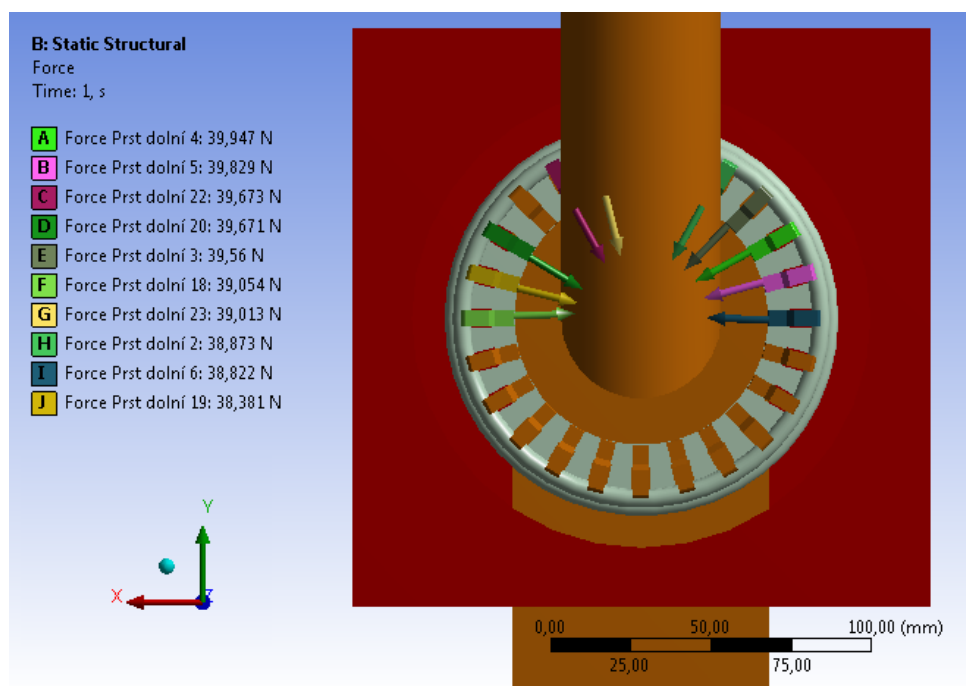 B: Static Structural
Force
Time: 1, s
A Force Prst dolní 4: 39,947 N
B Force Prst dolní 5: 39,829 N
C Force Prst dolní 22: 39,673 N
D Force Prst dolní 20: 39,671 N
E Force Prst dolní 3: 39,56 N
F Force Prst dolní 18: 39,054 N
G Force Prst dolní 23: 39,013 N
H Force Prst dolní 2: 38,873 N
I Force Prst dolní 6: 38,822 N
J Force Prst dolní 19: 38,381 N
Y
X Z
0,00 50,00 100,00 (mm)
25,00 75,00